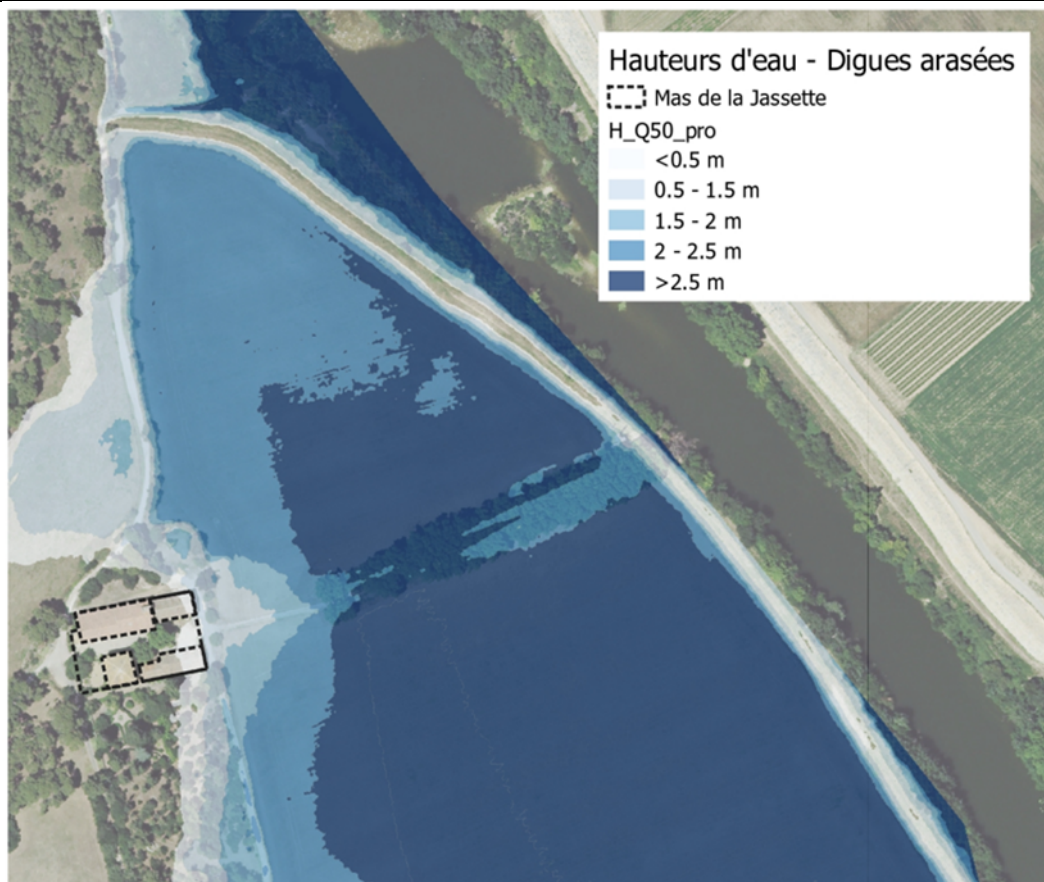 Hauteurs d'eau - Digues arasées
Mas de la Jassette
H_Q50_pro
<0.5 m
0.5 - 1.5 m
1.5 - 2 m
2 - 2.5 m
>2.5 m